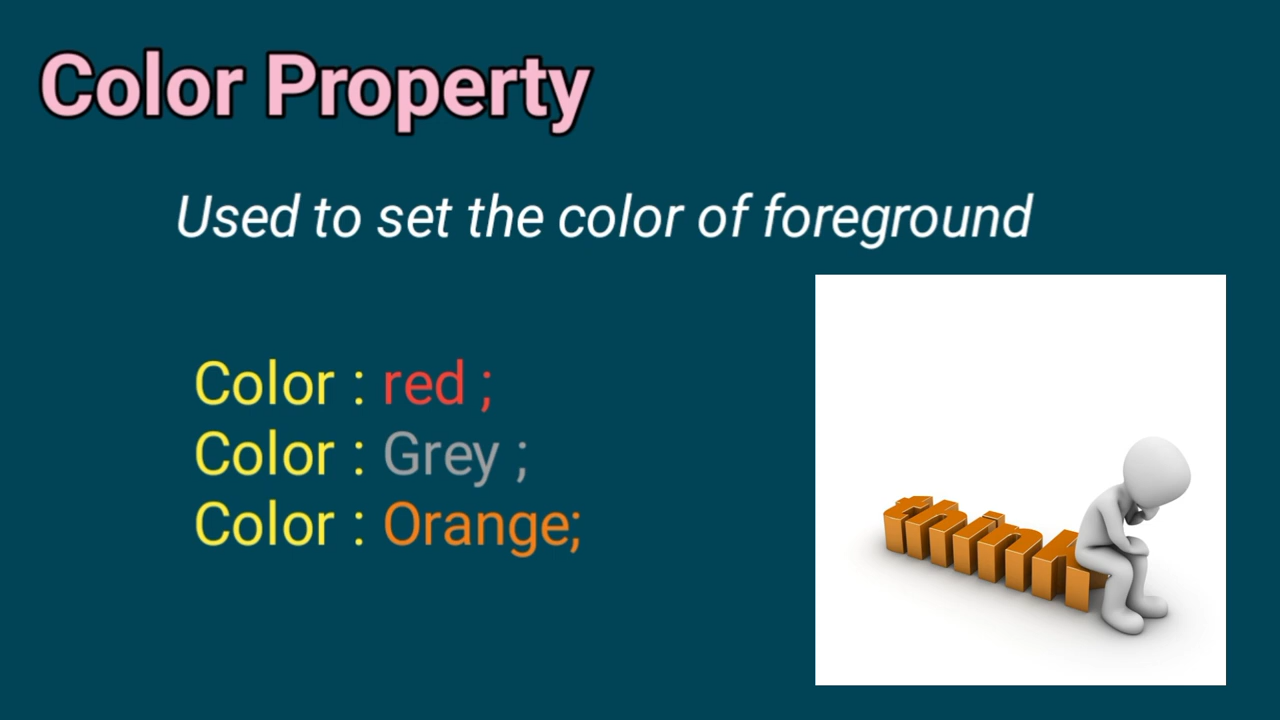 Color Property
Used to set the color of foreground
Color : red ;
Color : Grey ;
Color : Orange;
think